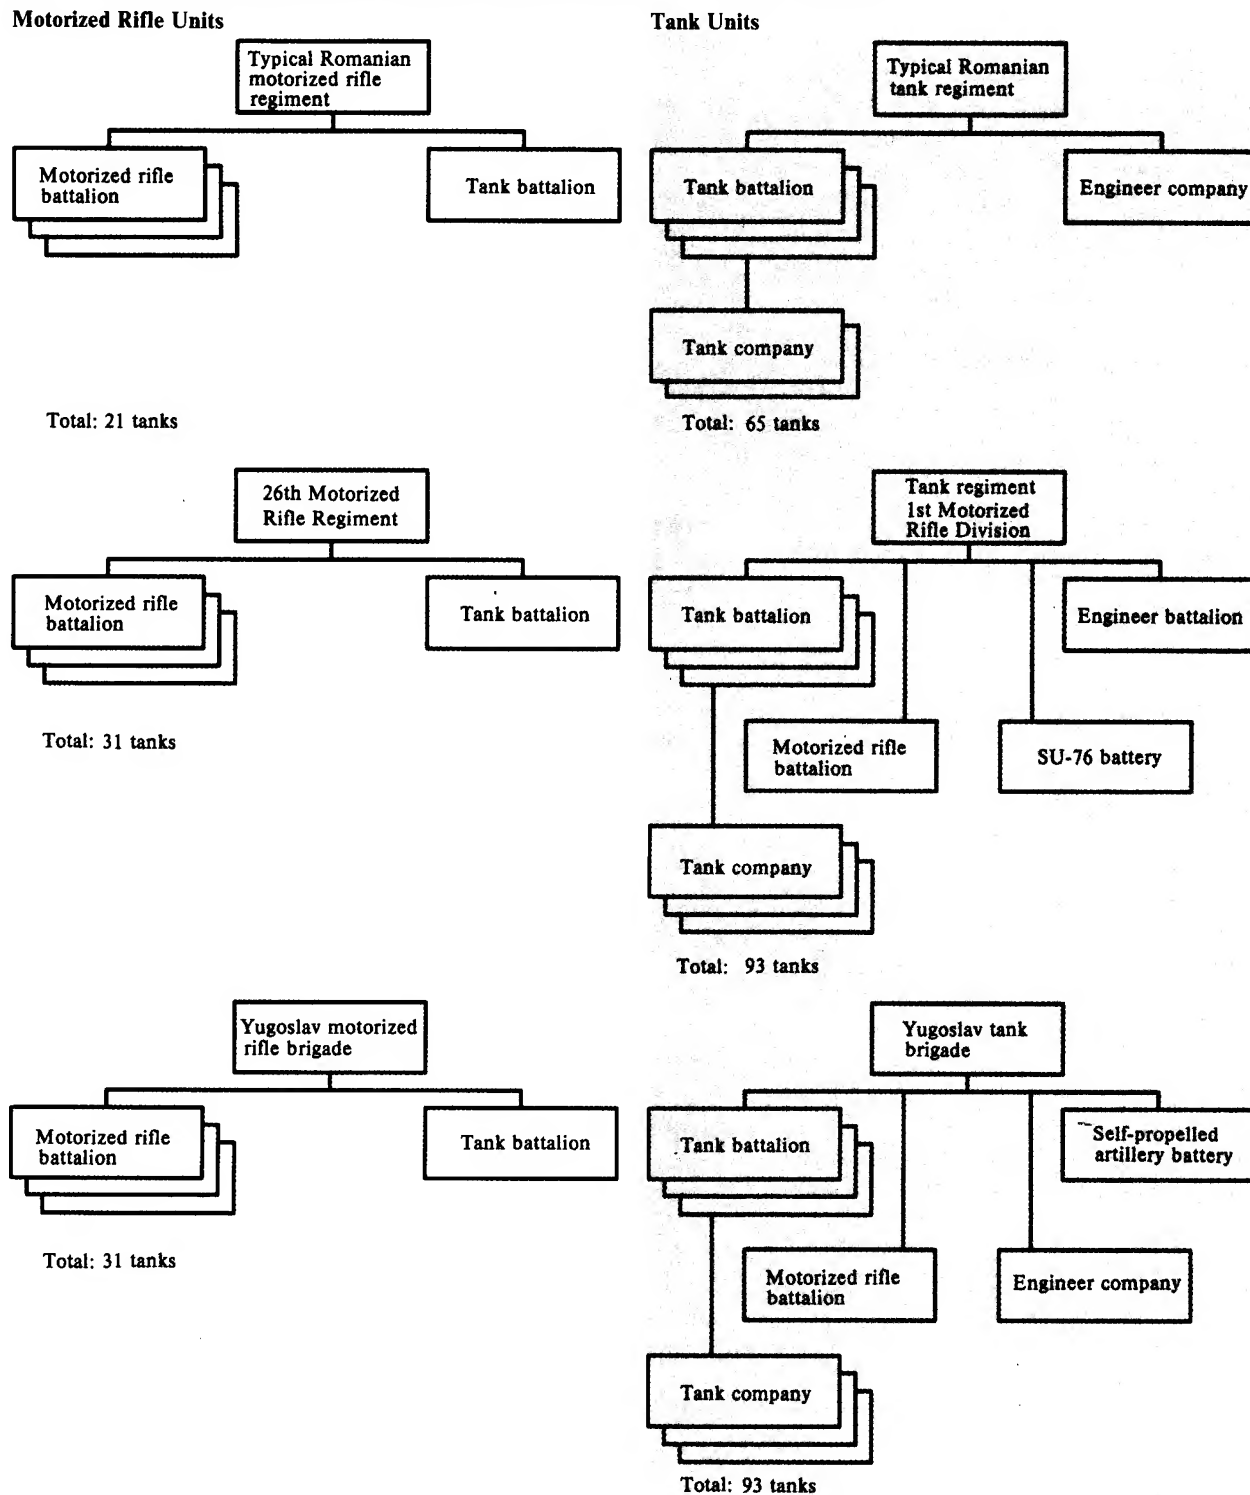 Motorized Rifle Units
Typical Romanian
motorized rifle
regiment
Motorized rifle
battalion
Tank battalion
Total: 21 tanks
26th Motorized
Rifle Regiment
Motorized rifle
battalion
Tank battalion
Total: 31 tanks
Yugoslav motorized
rifle brigade
Motorized rifle
battalion
Tank battalion
Total: 31 tanks
Tank Units
Typical Romanian
tank regiment
Tank battalion
Engineer company
Tank company
Total: 65 tanks
Tank regiment
1st Motorized
Rifle Division
Tank battalion
Engineer battalion
Motorized rifle
battalion
SU-76 battery
Tank company
Total: 93 tanks
Yugoslav tank
brigade
Tank battalion
Self-propelled
artillery battery
Motorized rifle
battalion
Engineer company
Tank company
Total: 93 tanks